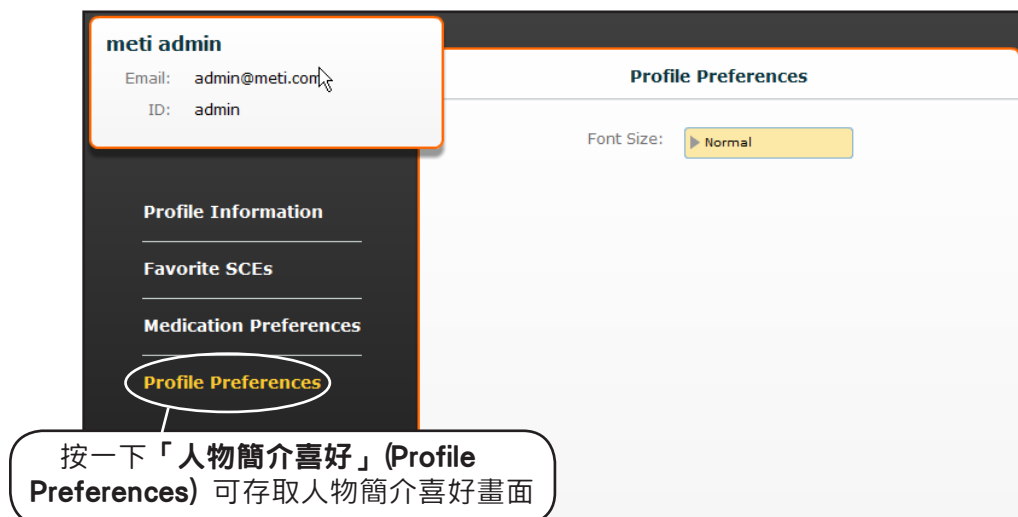 meti admin
Email: admin@meti.com
ID: admin
Profile Preferences
Font Size: Normal
Profile Information
Favorite SCEs
Medication Preferences
Profile Preferences
按一下「人物簡介喜好」(Profile
Preferences) 可存取人物簡介喜好畫面